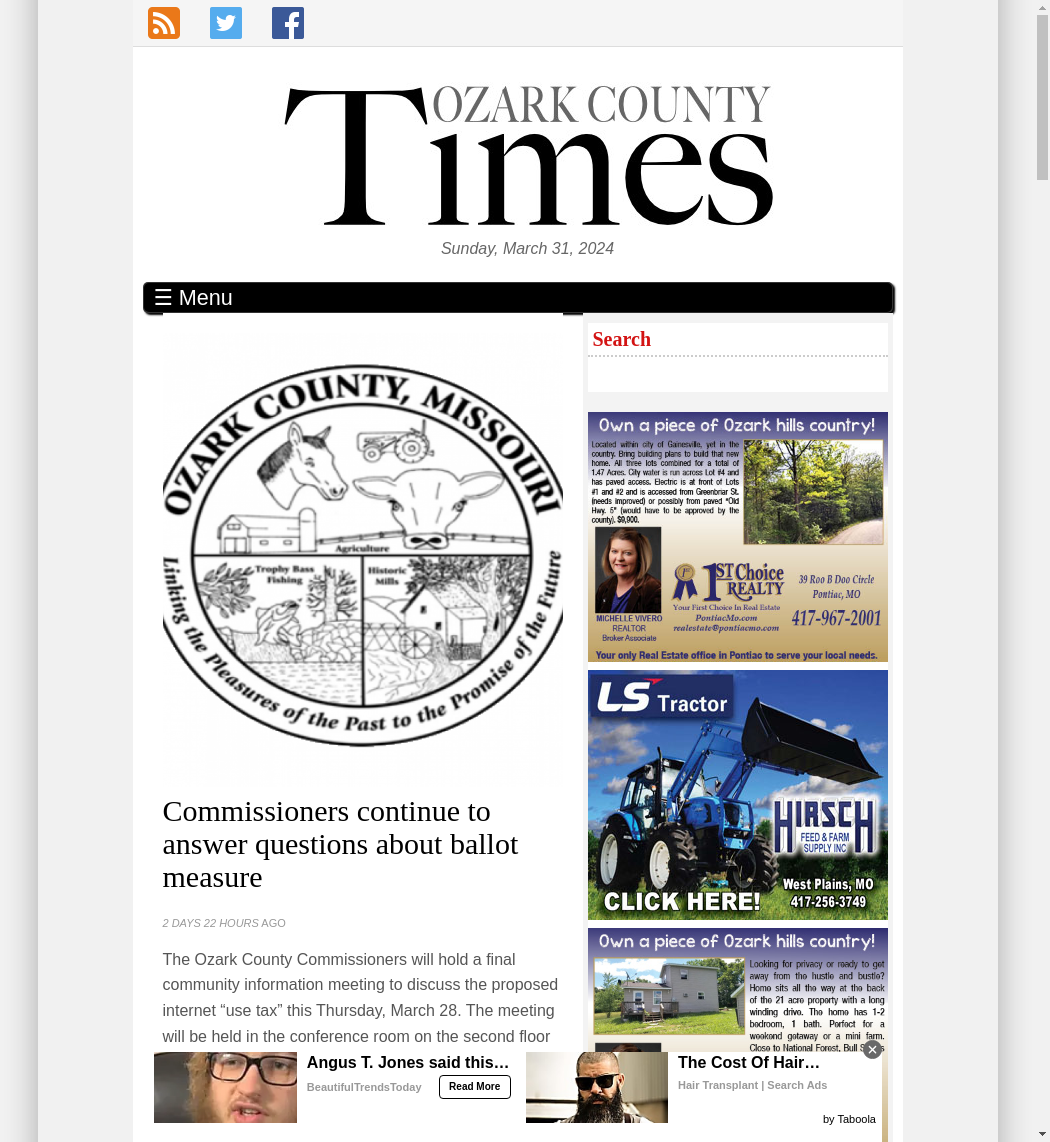 OZARK COUNTY
Times
Sunday, March 31, 2024
☰ Menu
OZARK COUNTY, MISSOURI
Agriculture
Trophy Bass
Fishing
Historic
Mills
Linking the Pleasures of the Past to the Promise of the Future
Commissioners continue to
answer questions about ballot
measure
2 DAYS 22 HOURS AGO
The Ozark County Commissioners will hold a final
community information meeting to discuss the proposed
internet “use tax” this Thursday, March 28. The meeting
will be held in the conference room on the second floor
Search
Own a piece of Ozark hills country!
Located within city of Gainesville, yet in the
country. Bring building plans to build that new
home. All three lots combined for a total of
1.47 Acres. City water is run across Lot #4 and
has paved access. Electric is at front of Lots
#1 and #2 and is accessed from Greenbriar St.
(needs improved) or possibly from paved "Old
Hwy. 5" (would have to be approved by the
county). $9,900.
MICHELLE VIVERO
REALTOR
Broker Associate
1ST Choice
REALTY
Your First Choice In Real Estate
PontiacMo.com
realestate@pontiacmo.com
39 Roo B Doo Circle
Pontiac, MO
417-967-2001
Your only Real Estate office in Pontiac to serve your local needs.
LS Tractor
HIRSCH
FEED & FARM
SUPPLY INC
West Plains, MO
CLICK HERE!
417-256-3749
Own a piece of Ozark hills country!
Looking for privacy or ready to get
away from the hustle and bustle?
Home sits all the way at the back
of the 21 acre property with a long
winding drive. The home has 1-2
bedroom, 1 bath. Perfect for a
weekend getaway or a mini farm.
Close to National Forest, Bull
Angus T. Jones said this…
BeautifulTrendsToday
Read More
The Cost Of Hair…
Hair Transplant | Search Ads
by Taboola